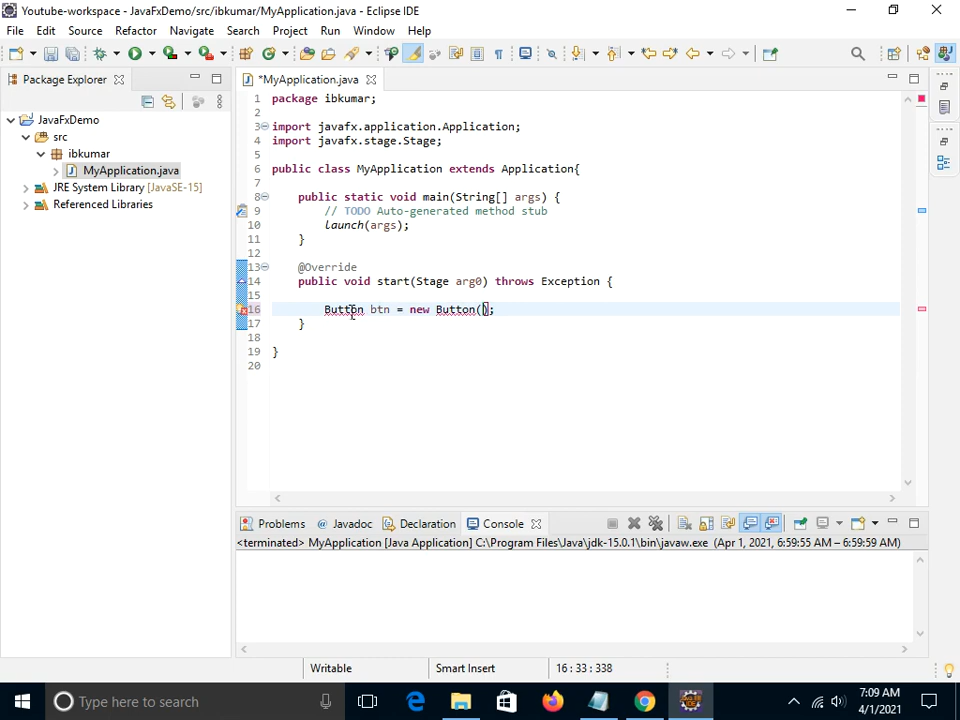 Youtube-workspace - JavaFxDemo/src/ibkumar/MyApplication.java - Eclipse IDE
File Edit Source Refactor Navigate Search Project Run Window Help
Package Explorer
*MyApplication.java
JavaFxDemo
src
ibkumar
MyApplication.java
JRE System Library [JavaSE-15]
Referenced Libraries
1 package ibkumar;
2
3 import javafx.application.Application;
4 import javafx.stage.Stage;
5
6 public class MyApplication extends Application{
7
8 public static void main(String[] args) {
9 // TODO Auto-generated method stub
10 launch(args);
11 }
12
13 @Override
14 public void start(Stage arg0) throws Exception {
15
16 Button btn = new Button();
17 }
18
19 }
20
Problems @ Javadoc Declaration Console
<terminated> MyApplication [Java Application] C:\Program Files\Java\jdk-15.0.1\bin\javaw.exe (Apr 1, 2021, 6:59:55 AM – 6:59:59 AM)
Writable Smart Insert 16 : 33 : 338
Type here to search
7:09 AM
4/1/2021